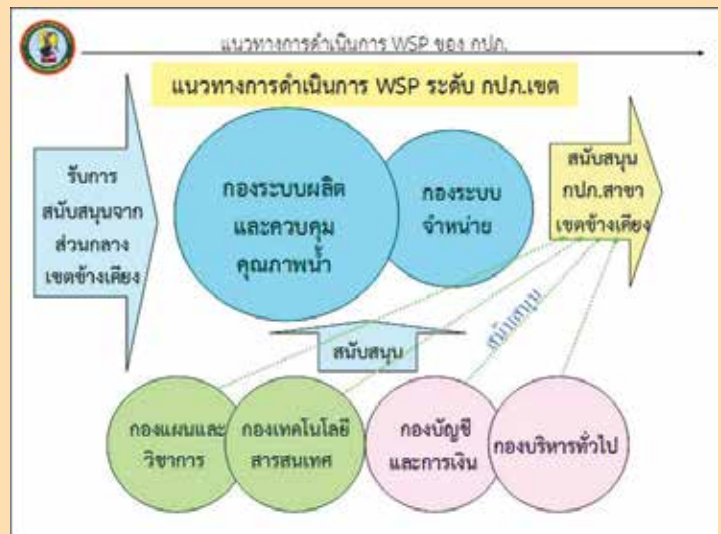 แนวทางการดำเนินการ WSP ของ กปภ.
แนวทางการดำเนินการ WSP ระดับ กปภ.เขต
รับการ
สนับสนุนจาก
ส่วนกลาง
เขตข้างเคียง
กองระบบผลิต
และควบคุม
คุณภาพน้ำ
กองระบบ
จำหน่าย
สนับสนุน
กปภ.สาขา
เขตข้างเคียง
สนับสนุน
สนับสนุน
กองแผนและ
วิชาการ
กองเทคโนโลยี
สารสนเทศ
กองบัญชี
และการเงิน
กองบริหารทั่วไป